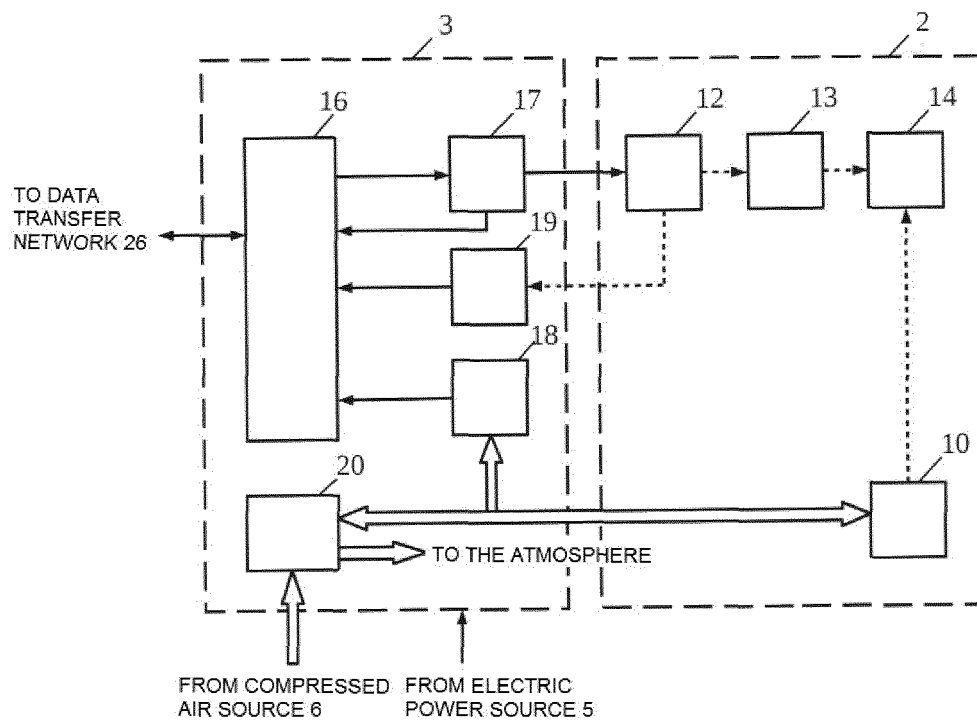 3
2
16
17
12
13
14
TO DATA
TRANSFER
NETWORK 26
19
18
20
10
TO THE ATMOSPHERE
FROM COMPRESSED
AIR SOURCE 6
FROM ELECTRIC
POWER SOURCE 5